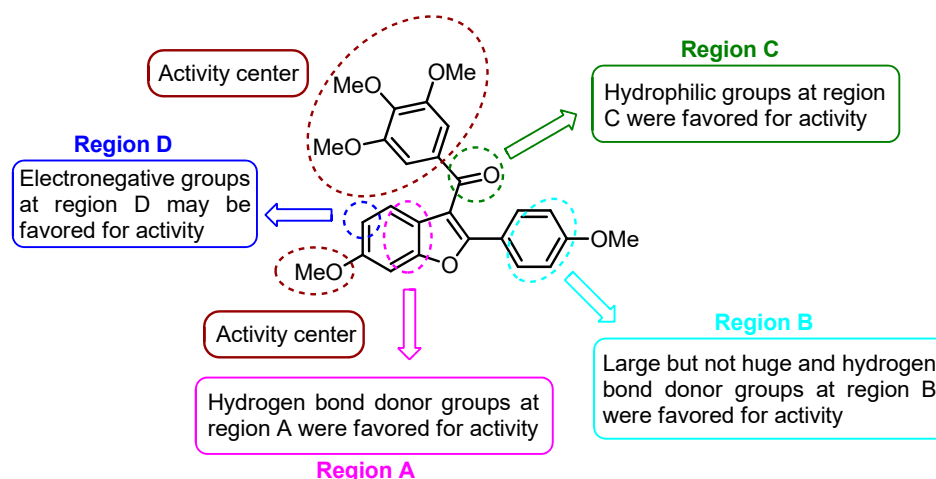 Region C
Activity center
Hydrophilic groups at region
C were favored for activity
MeO
OMe
MeO
O
Region D
Electronegative groups
at region D may be
favored for activity
MeO
O
OMe
Activity center
Region B
Large but not huge and hydrogen
bond donor groups at region B
were favored for activity
Hydrogen bond donor groups at
region A were favored for activity
Region A